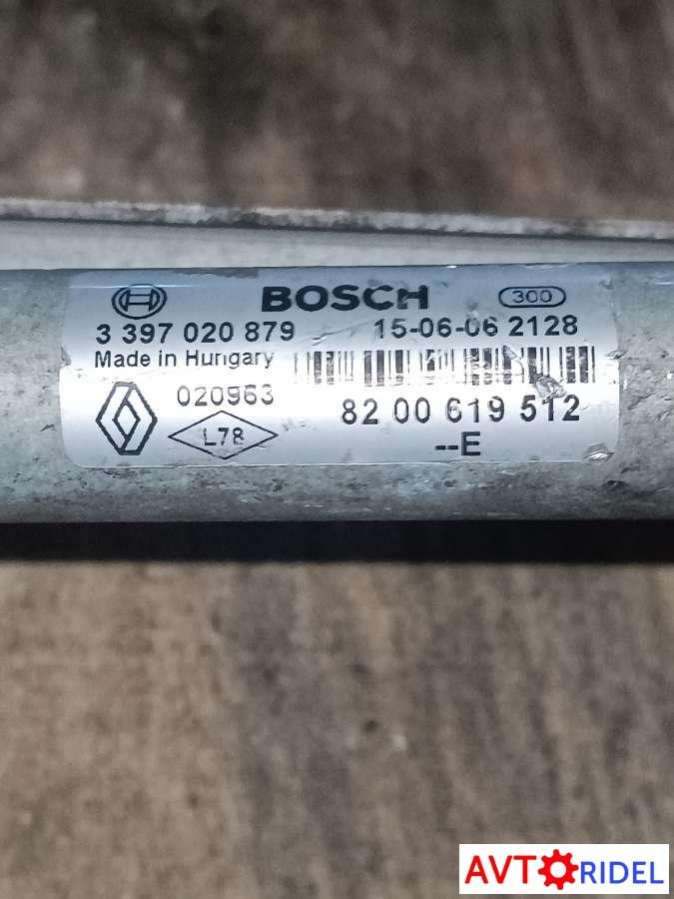 BOSCH 300
3 397 020 879 15-06-06 2128
Made in Hungary
020963
L78
82 00 619 512
--E
AVTORIDEL